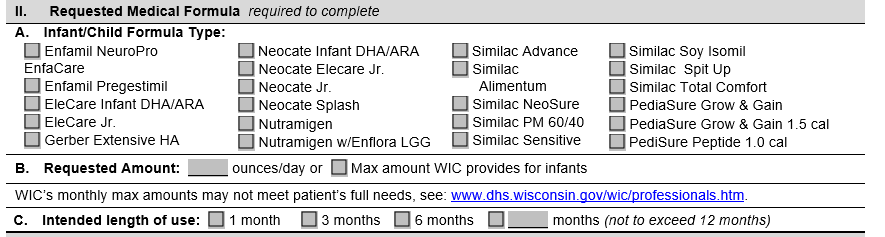 II. Requested Medical Formula required to complete
A. Infant/Child Formula Type:
Enfamil NeuroPro
EnfaCare
Enfamil Pregestimil
EleCare Infant DHA/ARA
EleCare Jr.
Gerber Extensive HA
Neocate Infant DHA/ARA
Neocate Elecare Jr.
Neocate Jr.
Neocate Splash
Nutramigen
Nutramigen w/Enflora LGG
Similac Advance
Similac
Alimentum
Similac NeoSure
Similac PM 60/40
Similac Sensitive
Similac Soy Isomil
Similac Spit Up
Similac Total Comfort
PediaSure Grow & Gain
PediaSure Grow & Gain 1.5 cal
PediSure Peptide 1.0 cal
B. Requested Amount: ounces/day or Max amount WIC provides for infants
WIC's monthly max amounts may not meet patient's full needs, see: www.dhs.wisconsin.gov/wic/professionals.htm.
C. Intended length of use: 1 month 3 months 6 months months (not to exceed 12 months)